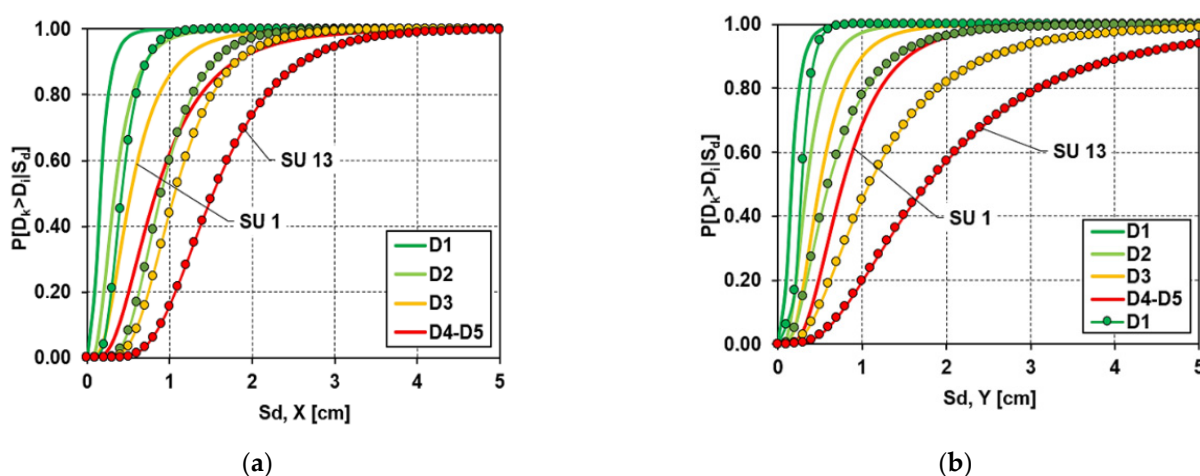 P[Dk>Di|Sd]
1.00
0.80
0.60
0.40
0.20
0.00
SU 13
SU 1
D1
D2
D3
D4-D5
0 1 2 3 4 5
Sd, X [cm]
(a)
P[Dk>Di|Sd]
1.00
0.80
0.60
0.40
0.20
0.00
SU 13
SU 1
D1
D2
D3
D4-D5
D1
0 1 2 3 4 5
Sd, Y [cm]
(b)